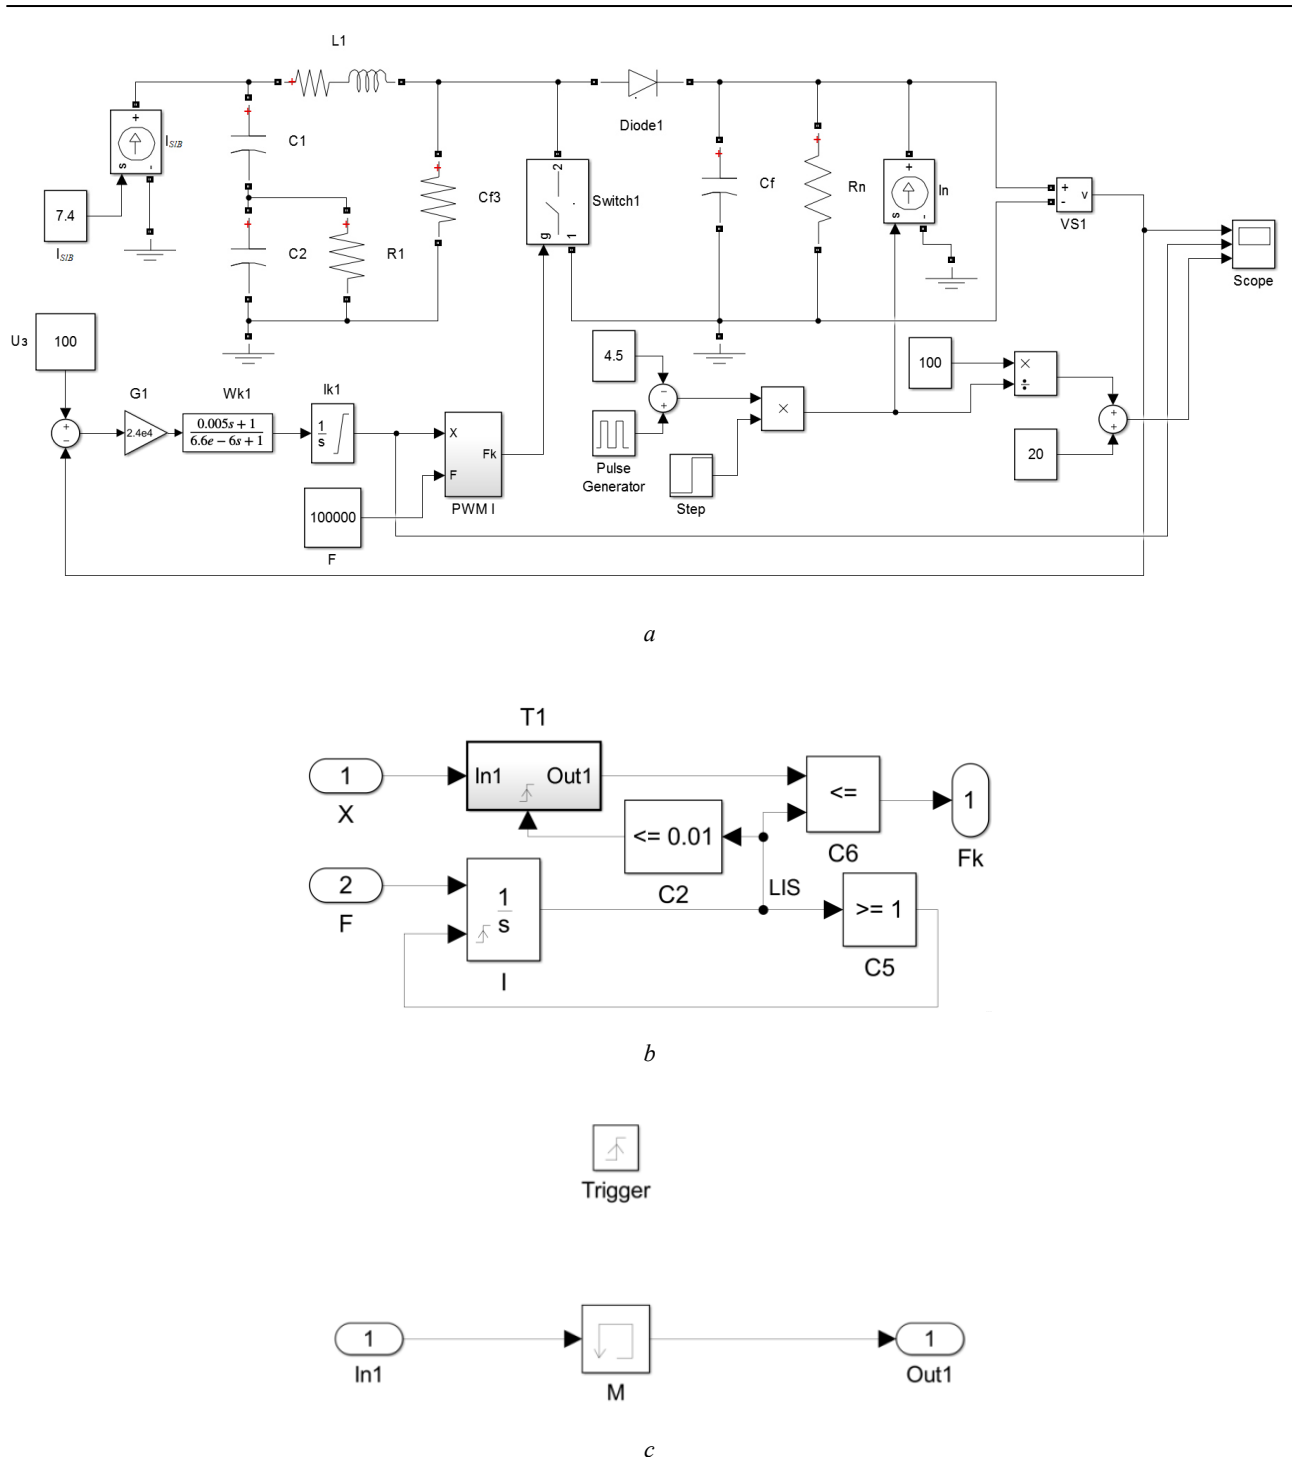 L1
+
C1
I_SIB
s
-
7.4
I_SIB
+
+
C2
R1
+
Cf3
2
Switch1
g
1
Diode1
+
Cf
+
Rn
+
In
s
-
+
-
v
VS1
Scope
U3
100
+
-
G1
2.4e4
Wk1
0.005s + 1
6.6e − 6s + 1
Ik1
1
s
X
F
Fk
PWM I
100000
F
4.5
−
+
Pulse
Generator
Step
×
100
×
÷
+
+
20
a
T1
1
X
In1
Out1
<=
C6
1
Fk
<= 0.01
C2
2
F
1
s
I
LIS
>= 1
C5
b
Trigger
1
In1
M
1
Out1
c